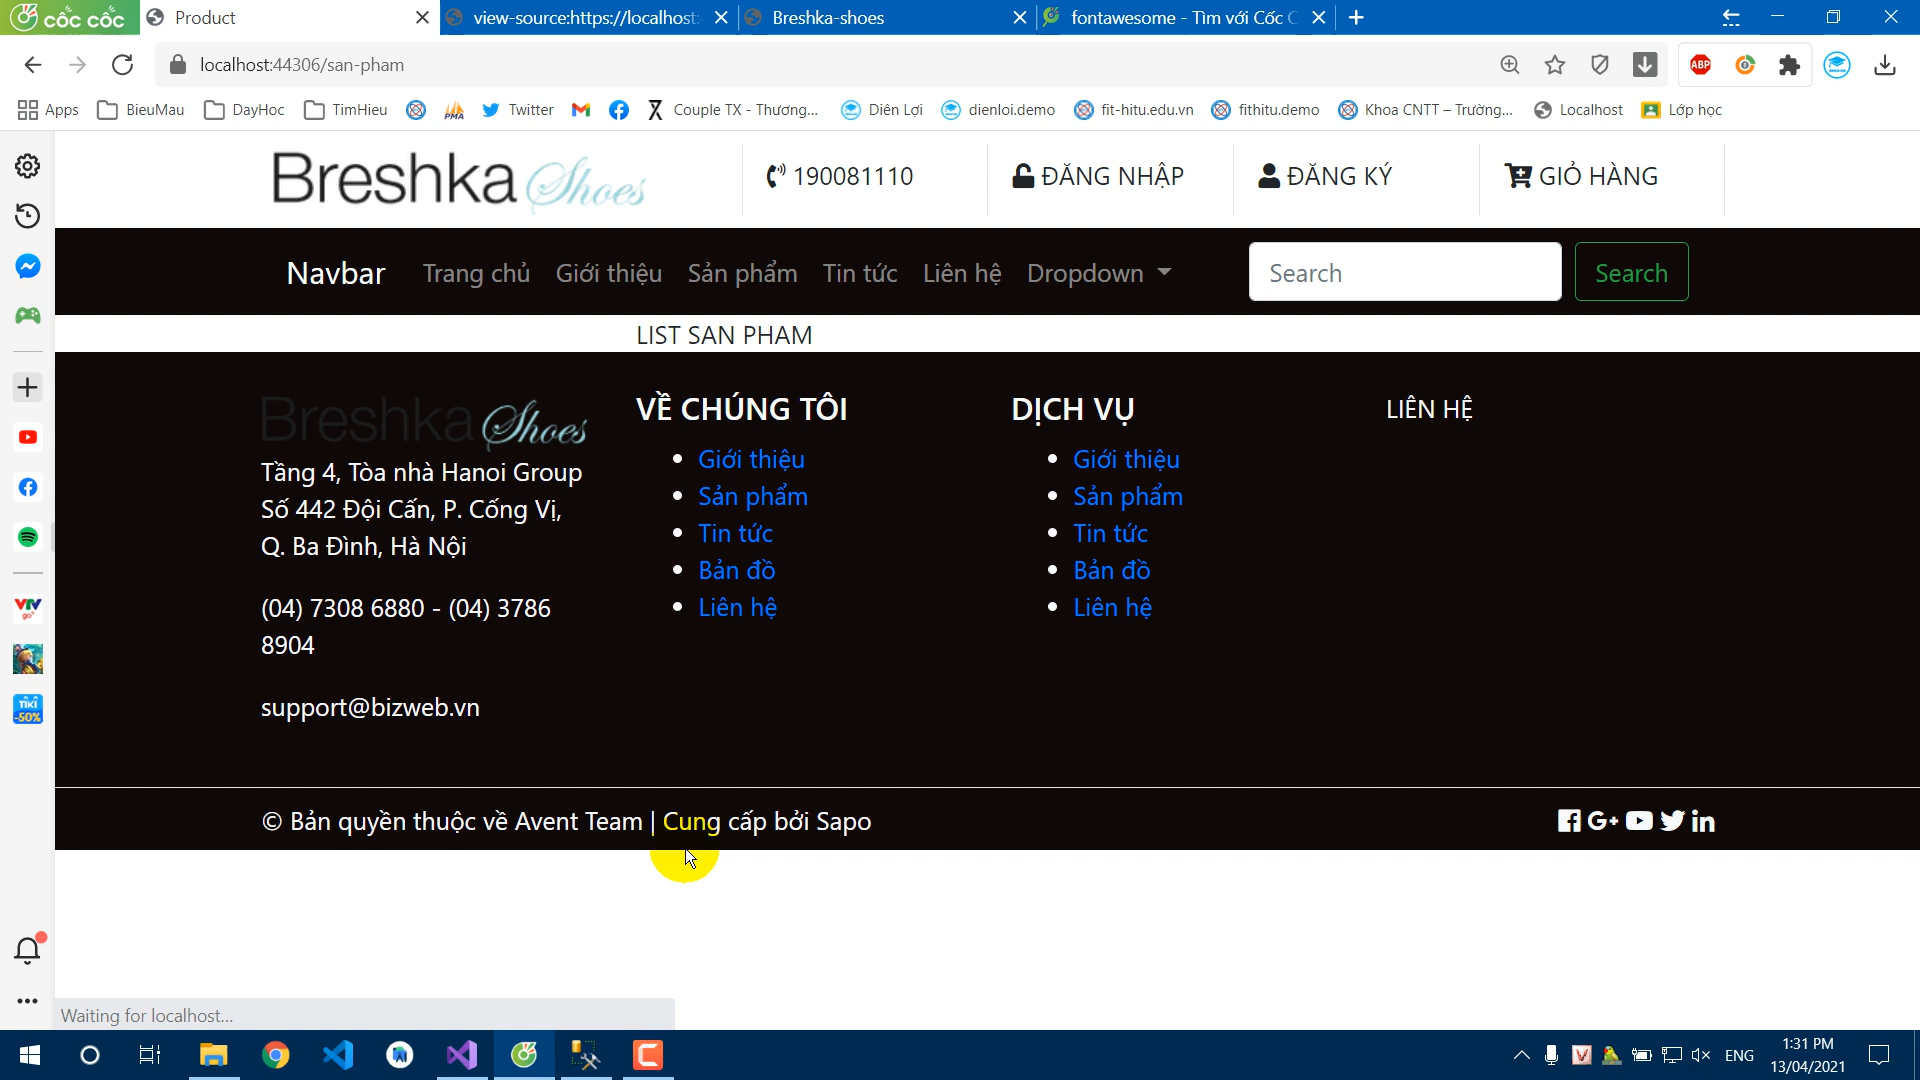 cốc cốc
Product
view-source:https://localhost:
Breshka-shoes
fontawesome - Tìm với Cốc C
localhost:44306/san-pham
ABP
Apps
BieuMau
DayHoc
TimHieu
PMA
Twitter
Couple TX - Thương...
Diên Lợi
dienloi.demo
fit-hitu.edu.vn
fithitu.demo
Khoa CNTT – Trường...
Localhost
Lớp học
Breshka Shoes
190081110
ĐĂNG NHẬP
ĐĂNG KÝ
GIỎ HÀNG
Navbar
Trang chủ
Giới thiệu
Sản phẩm
Tin tức
Liên hệ
Dropdown
Search
Search
LIST SAN PHAM
Breshka Shoes
Tầng 4, Tòa nhà Hanoi Group
Số 442 Đội Cấn, P. Cống Vị,
Q. Ba Đình, Hà Nội
(04) 7308 6880 - (04) 3786
8904
support@bizweb.vn
VỀ CHÚNG TÔI
Giới thiệu
Sản phẩm
Tin tức
Bản đồ
Liên hệ
DỊCH VỤ
Giới thiệu
Sản phẩm
Tin tức
Bản đồ
Liên hệ
LIÊN HỆ
© Bản quyền thuộc về Avent Team | Cung cấp bởi Sapo
VTV
go
TIKI
-50%
Waiting for localhost...
ENG
1:31 PM
13/04/2021